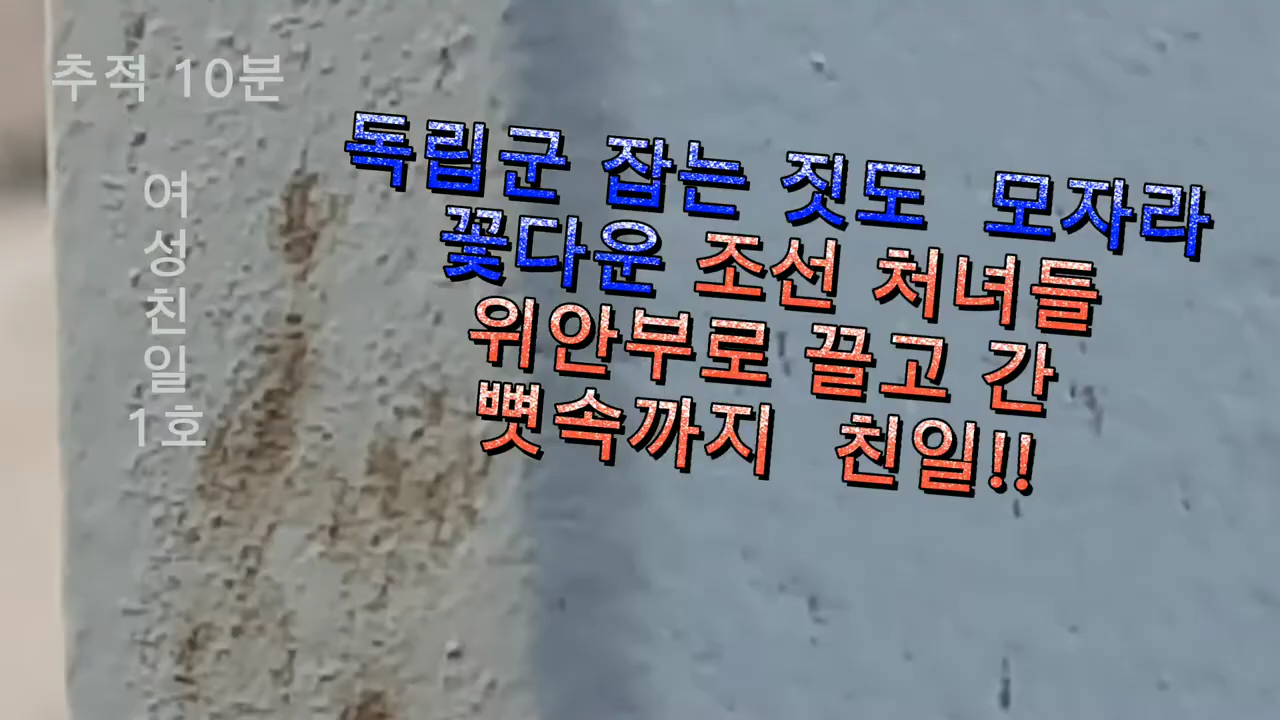 추적 10분
여성친일
1호
독립군 잡는 짓도 모자라
꽃다운 조선 처녀들
위안부로 끌고 간
뼛속까지 친일!!